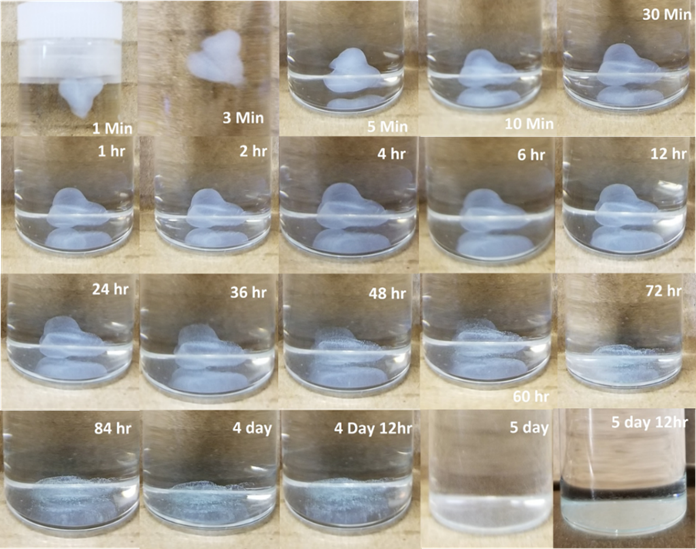 1 Min
3 Min
5 Min
10 Min
30 Min
1 hr
2 hr
4 hr
6 hr
12 hr
24 hr
36 hr
48 hr
60 hr
72 hr
84 hr
4 day
4 Day 12hr
5 day
5 day 12hr